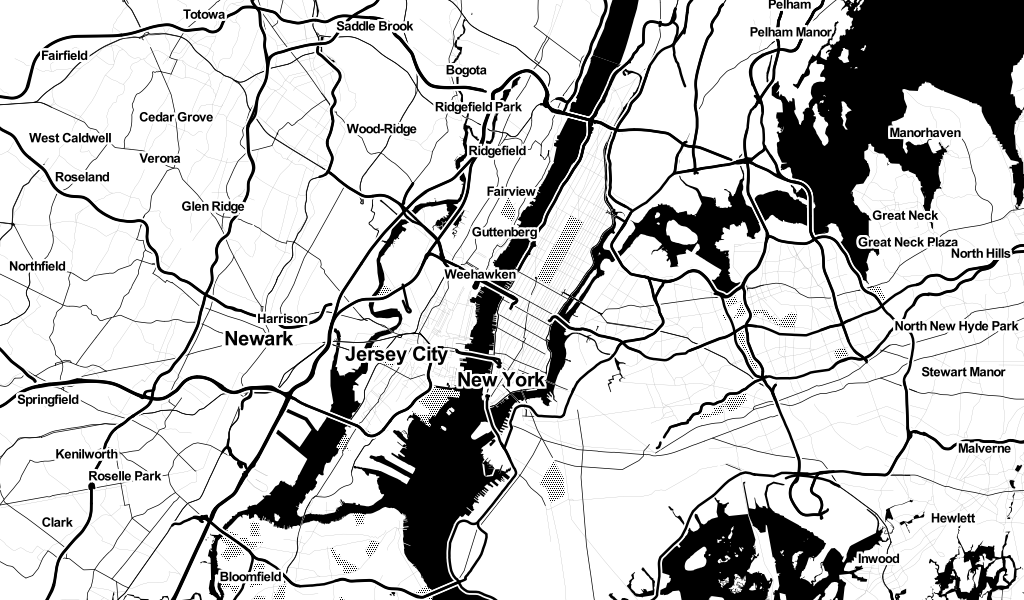 Pelham
Totowa
Saddle Brook
Pelham Manor
Fairfield
Bogota
Ridgefield Park
Cedar Grove
Wood-Ridge
Manorhaven
West Caldwell
Ridgefield
Verona
Roseland
Fairview
Glen Ridge
Great Neck
Guttenberg
Great Neck Plaza
North Hills
Northfield
Weehawken
Harrison
North New Hyde Park
Newark
Jersey City
Stewart Manor
New York
Springfield
Malverne
Kenilworth
Roselle Park
Clark
Hewlett
Inwood
Bloomfield